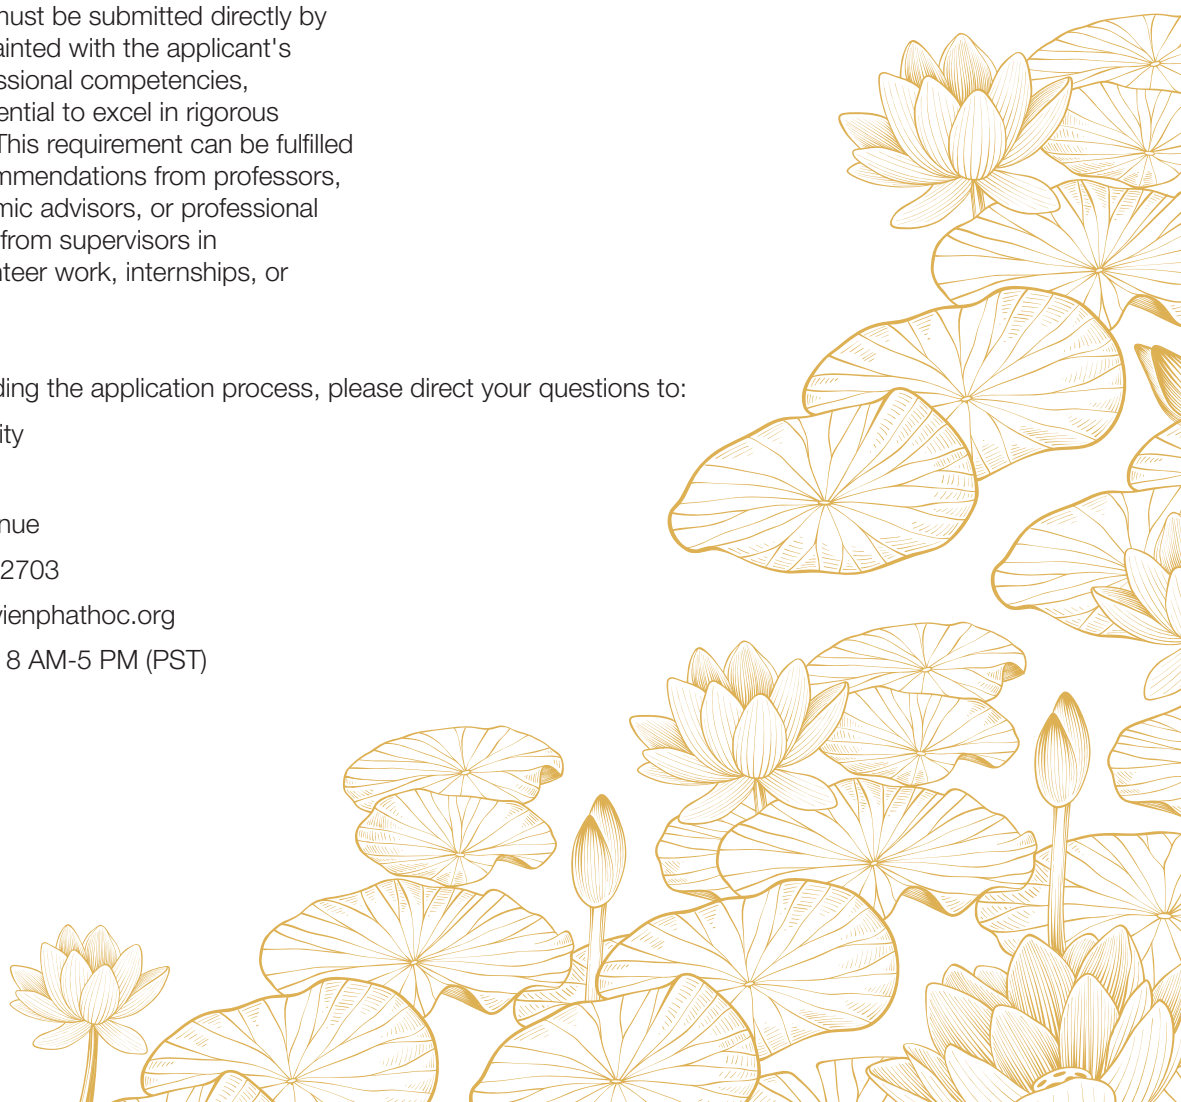 must be submitted directly by
ainted with the applicant's
ssional competencies,
ential to excel in rigorous
This requirement can be fulfilled
mmendations from professors,
mic advisors, or professional
from supervisors in
nteer work, internships, or
ding the application process, please direct your questions to:
ity
nue
2703
vienphathoc.org
8 AM-5 PM (PST)